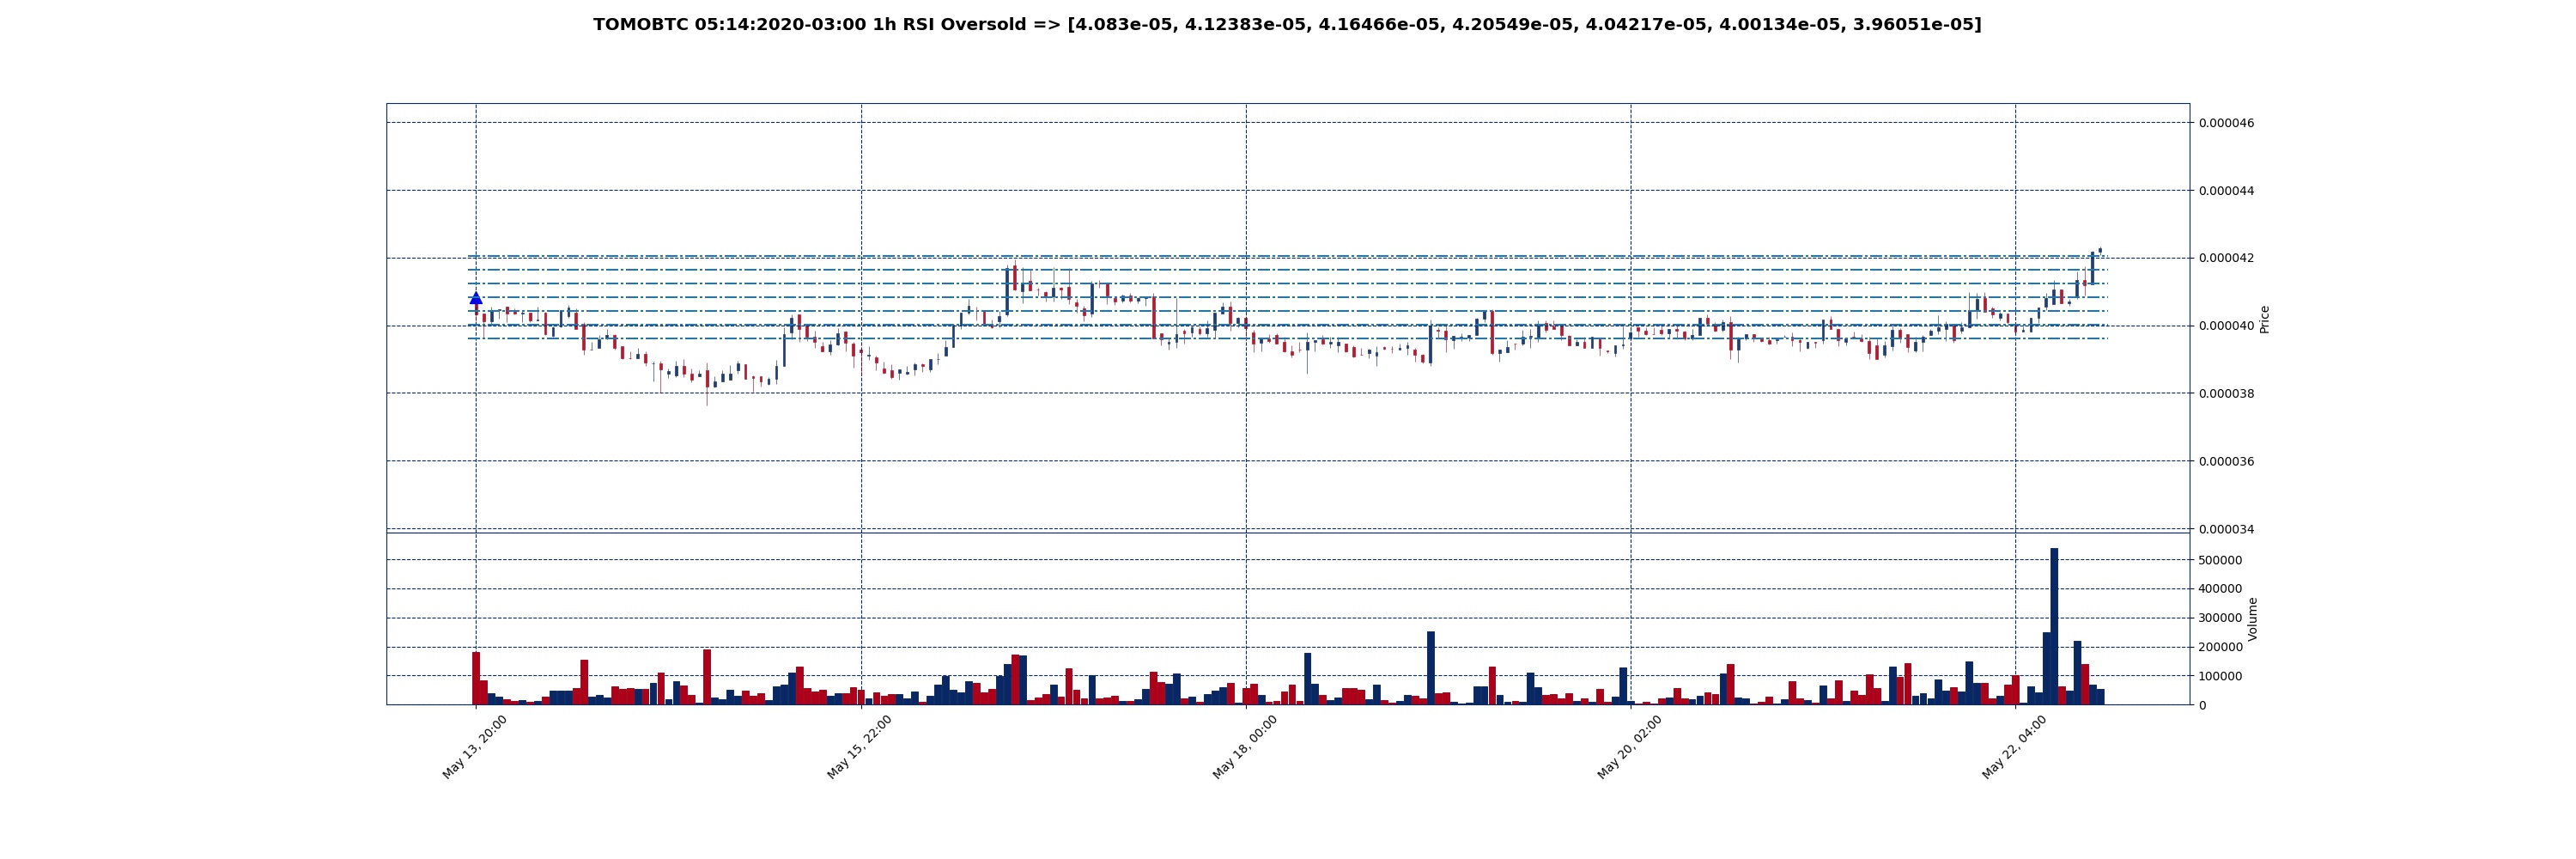 TOMOBTC 05:14:2020-03:00 1h RSI Oversold => [4.083e-05, 4.12383e-05, 4.16466e-05, 4.20549e-05, 4.04217e-05, 4.00134e-05, 3.96051e-05]
0.000046
0.000044
0.000042
0.000040
0.000038
0.000036
0.000034
Price
500000
400000
300000
200000
100000
0
Volume
May 13, 20:00
May 15, 22:00
May 18, 00:00
May 20, 02:00
May 22, 04:00